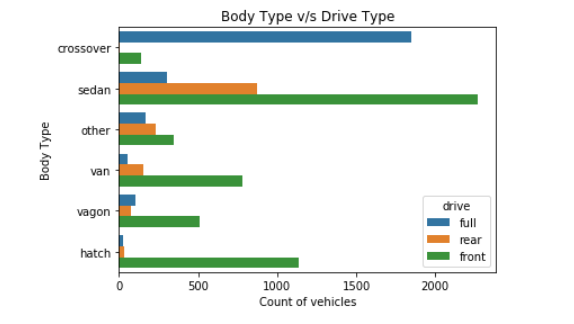 Body Type v/s Drive Type
crossover
sedan
other
van
vagon
hatch
Body Type
drive
full
rear
front
0 500 1000 1500 2000
Count of vehicles